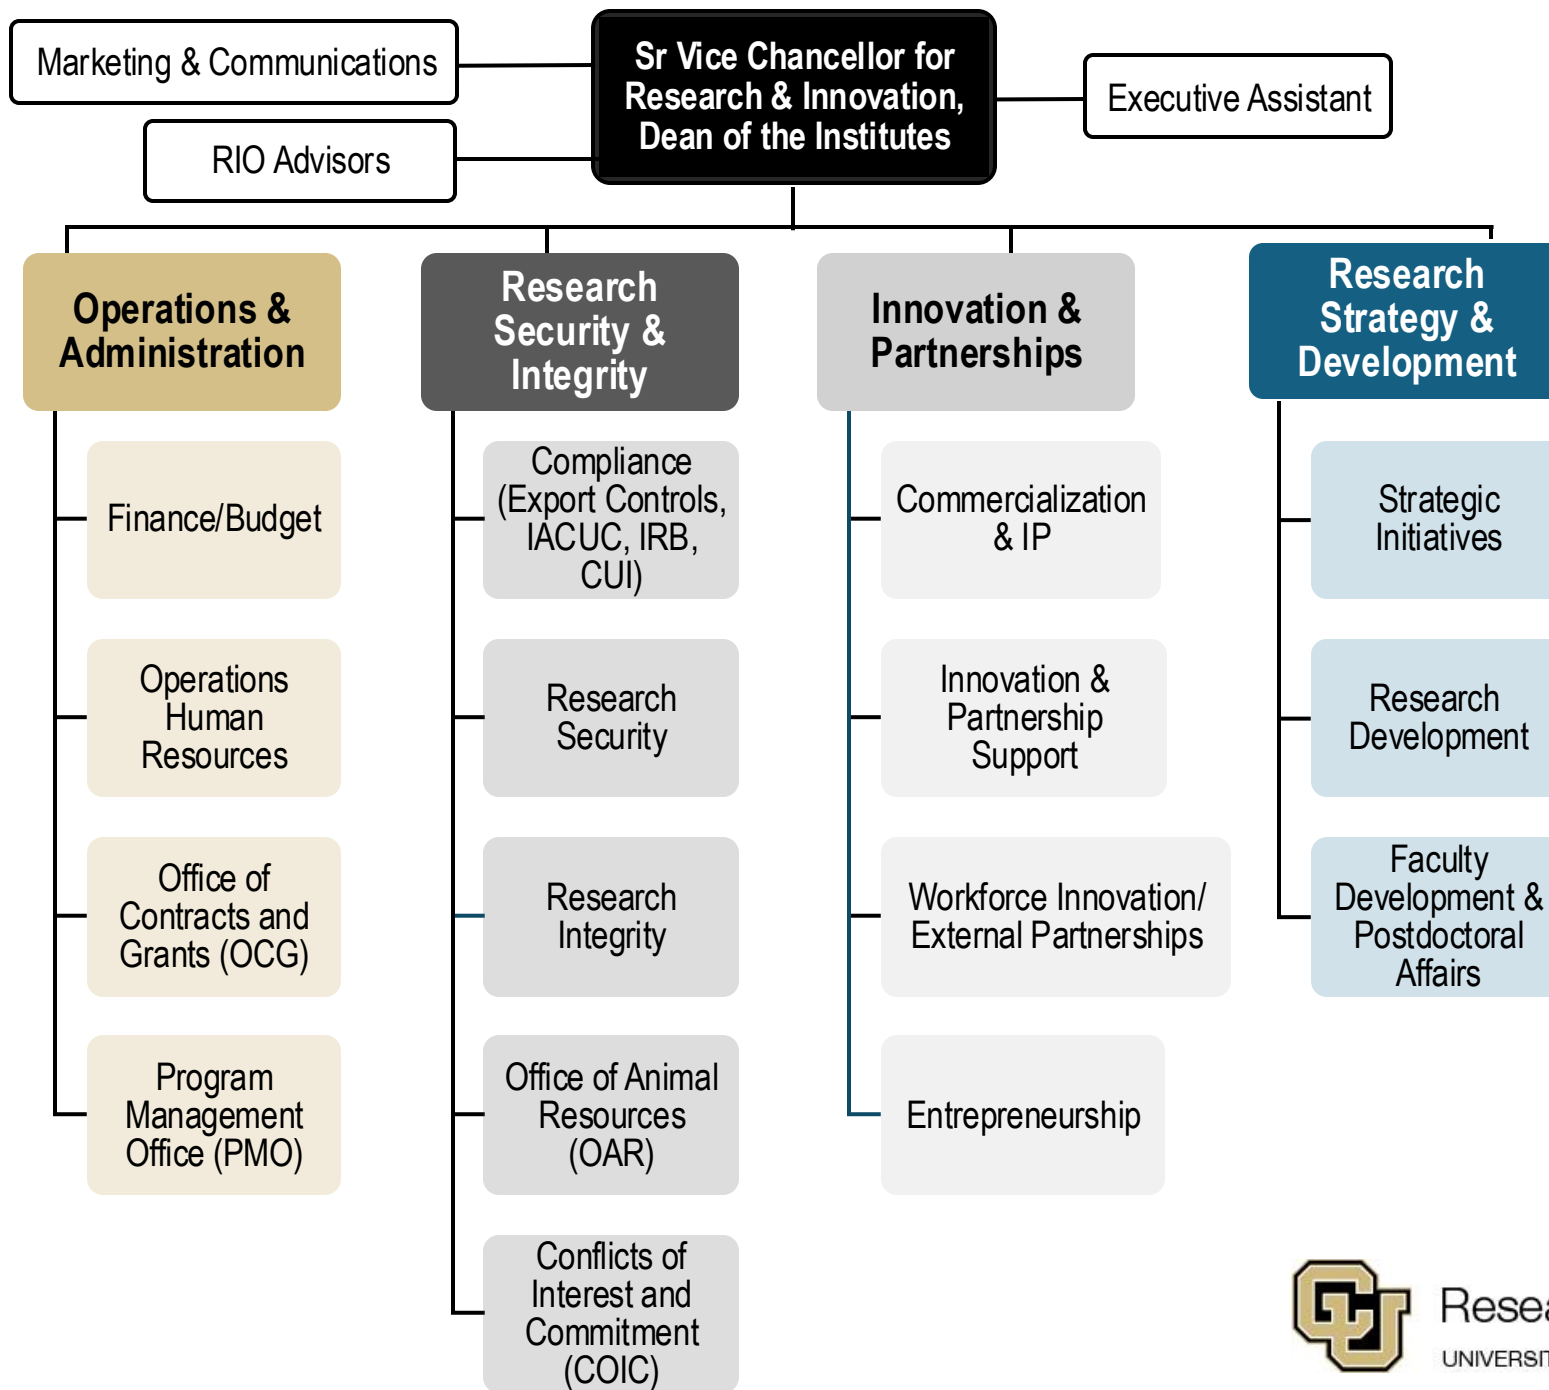 Marketing & Communications
Sr Vice Chancellor for
Research & Innovation,
Dean of the Institutes
Executive Assistant
RIO Advisors
Operations &
Administration
Finance/Budget
Operations
Human
Resources
Office of
Contracts and
Grants (OCG)
Program
Management
Office (PMO)
Research
Security &
Integrity
Compliance
(Export Controls,
IACUC, IRB,
CUI)
Research
Security
Research
Integrity
Office of Animal
Resources
(OAR)
Conflicts of
Interest and
Commitment
(COIC)
Innovation &
Partnerships
Commercialization
& IP
Innovation &
Partnership
Support
Workforce Innovation/
External Partnerships
Entrepreneurship
Research
Strategy &
Development
Strategic
Initiatives
Research
Development
Faculty
Development &
Postdoctoral
Affairs
CU